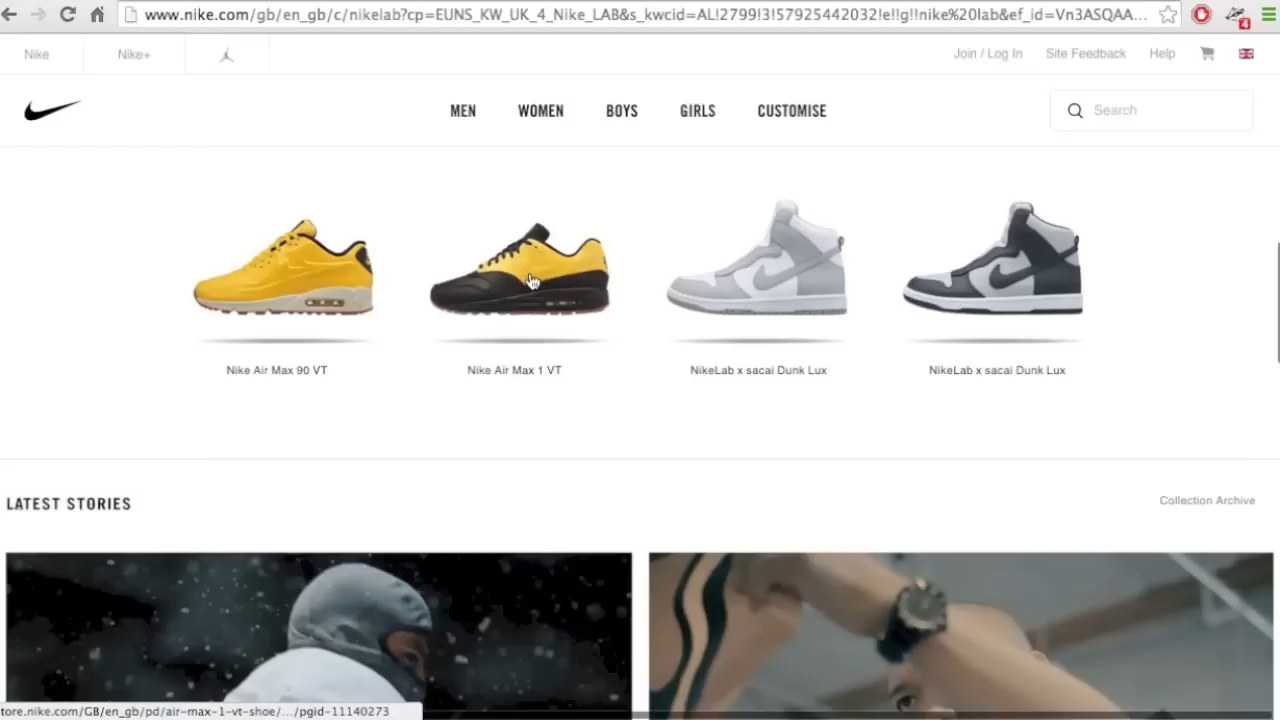 www.nike.com/gb/en_gb/c/nikelab?cp=EUNS_KW_UK_4_Nike_LAB&s_kwcid=AL!2799!3!57925442032!e!!g!!nike%20lab&ef_id=Vn3ASQAA...
4
Nike
Nike+
Join / Log In
Site Feedback
Help
MEN
WOMEN
BOYS
GIRLS
CUSTOMISE
Search
Nike Air Max 90 VT
Nike Air Max 1 VT
NikeLab x sacai Dunk Lux
NikeLab x sacai Dunk Lux
LATEST STORIES
Collection Archive
tore.nike.com/GB/en_gb/pd/air-max-1-vt-shoe/.../pgid-11140273